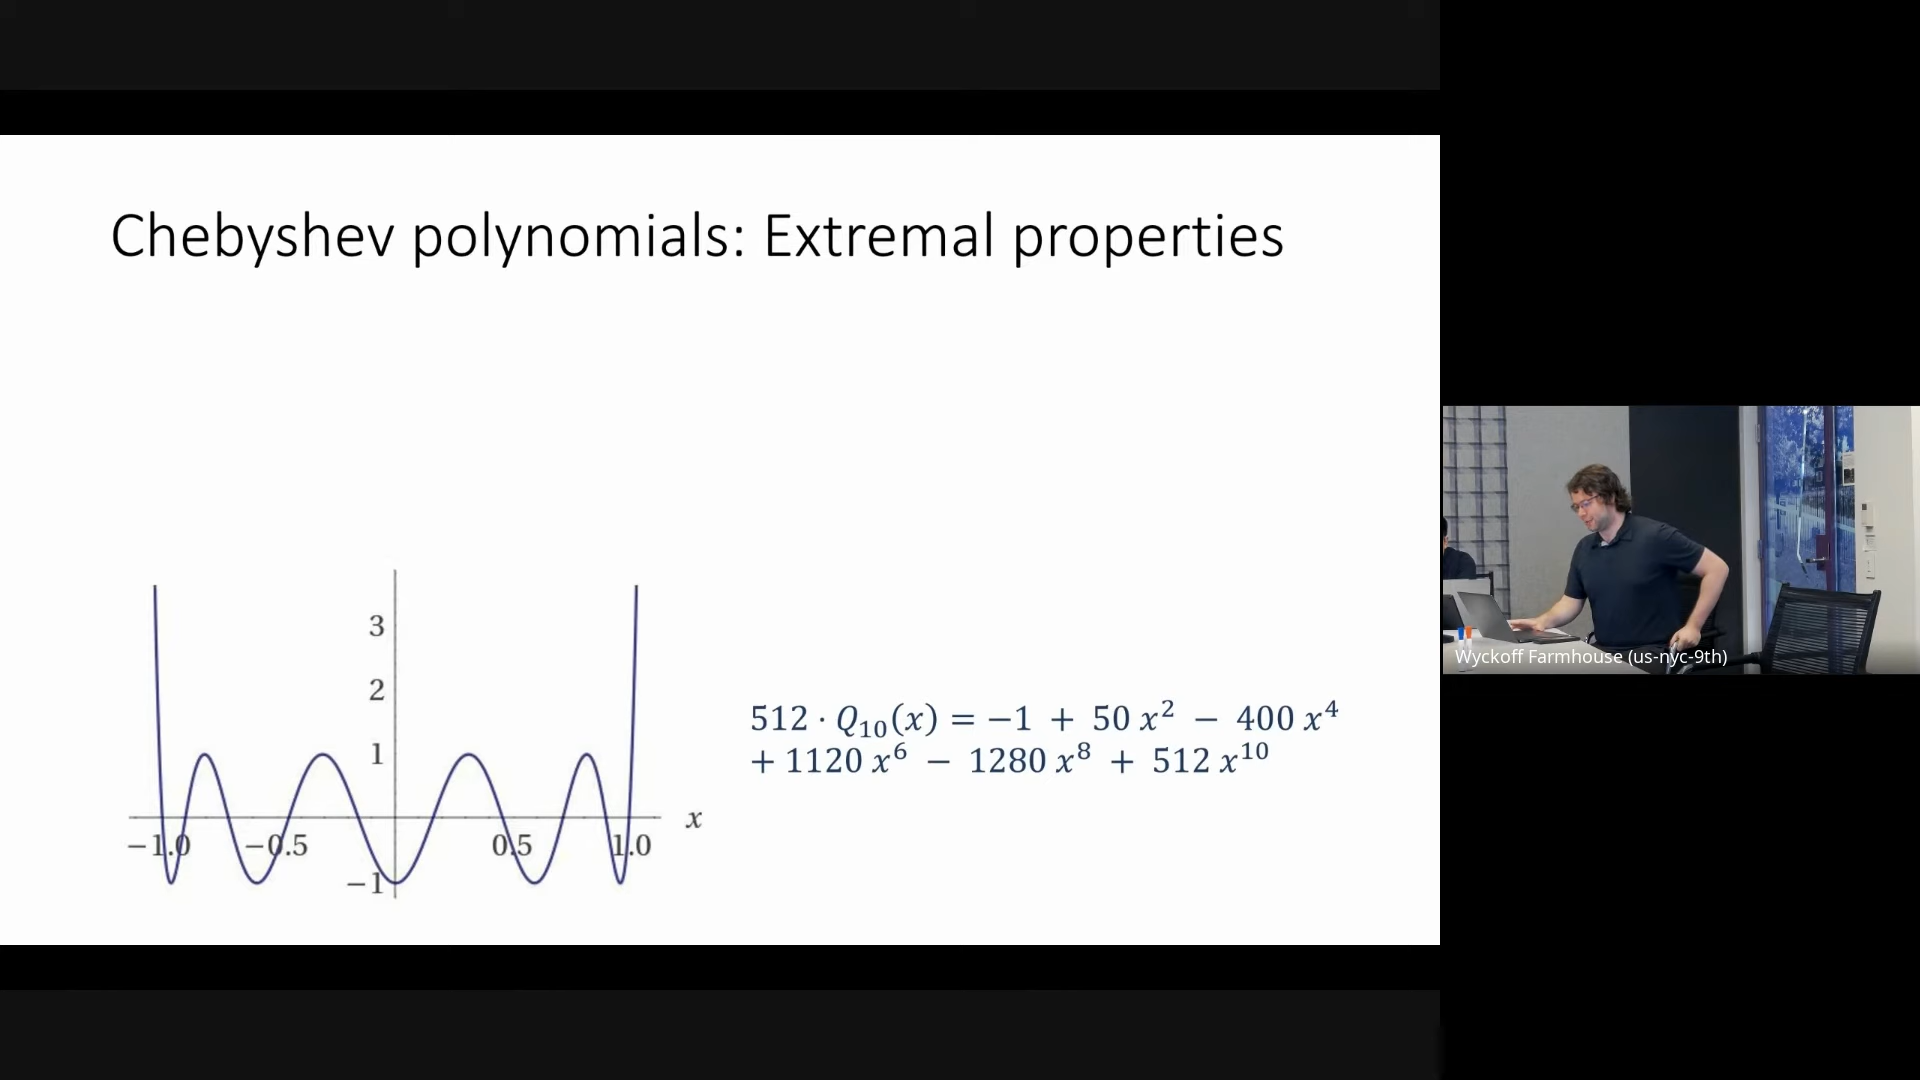 Chebyshev polynomials: Extremal properties
3
2
1
x
−1.0 −0.5 0.5 1.0
−1
512 · Q₁₀(x) = −1 + 50 x² − 400 x⁴
+ 1120 x⁶ − 1280 x⁸ + 512 x¹⁰
Wyckoff Farmhouse (us-nyc-9th)